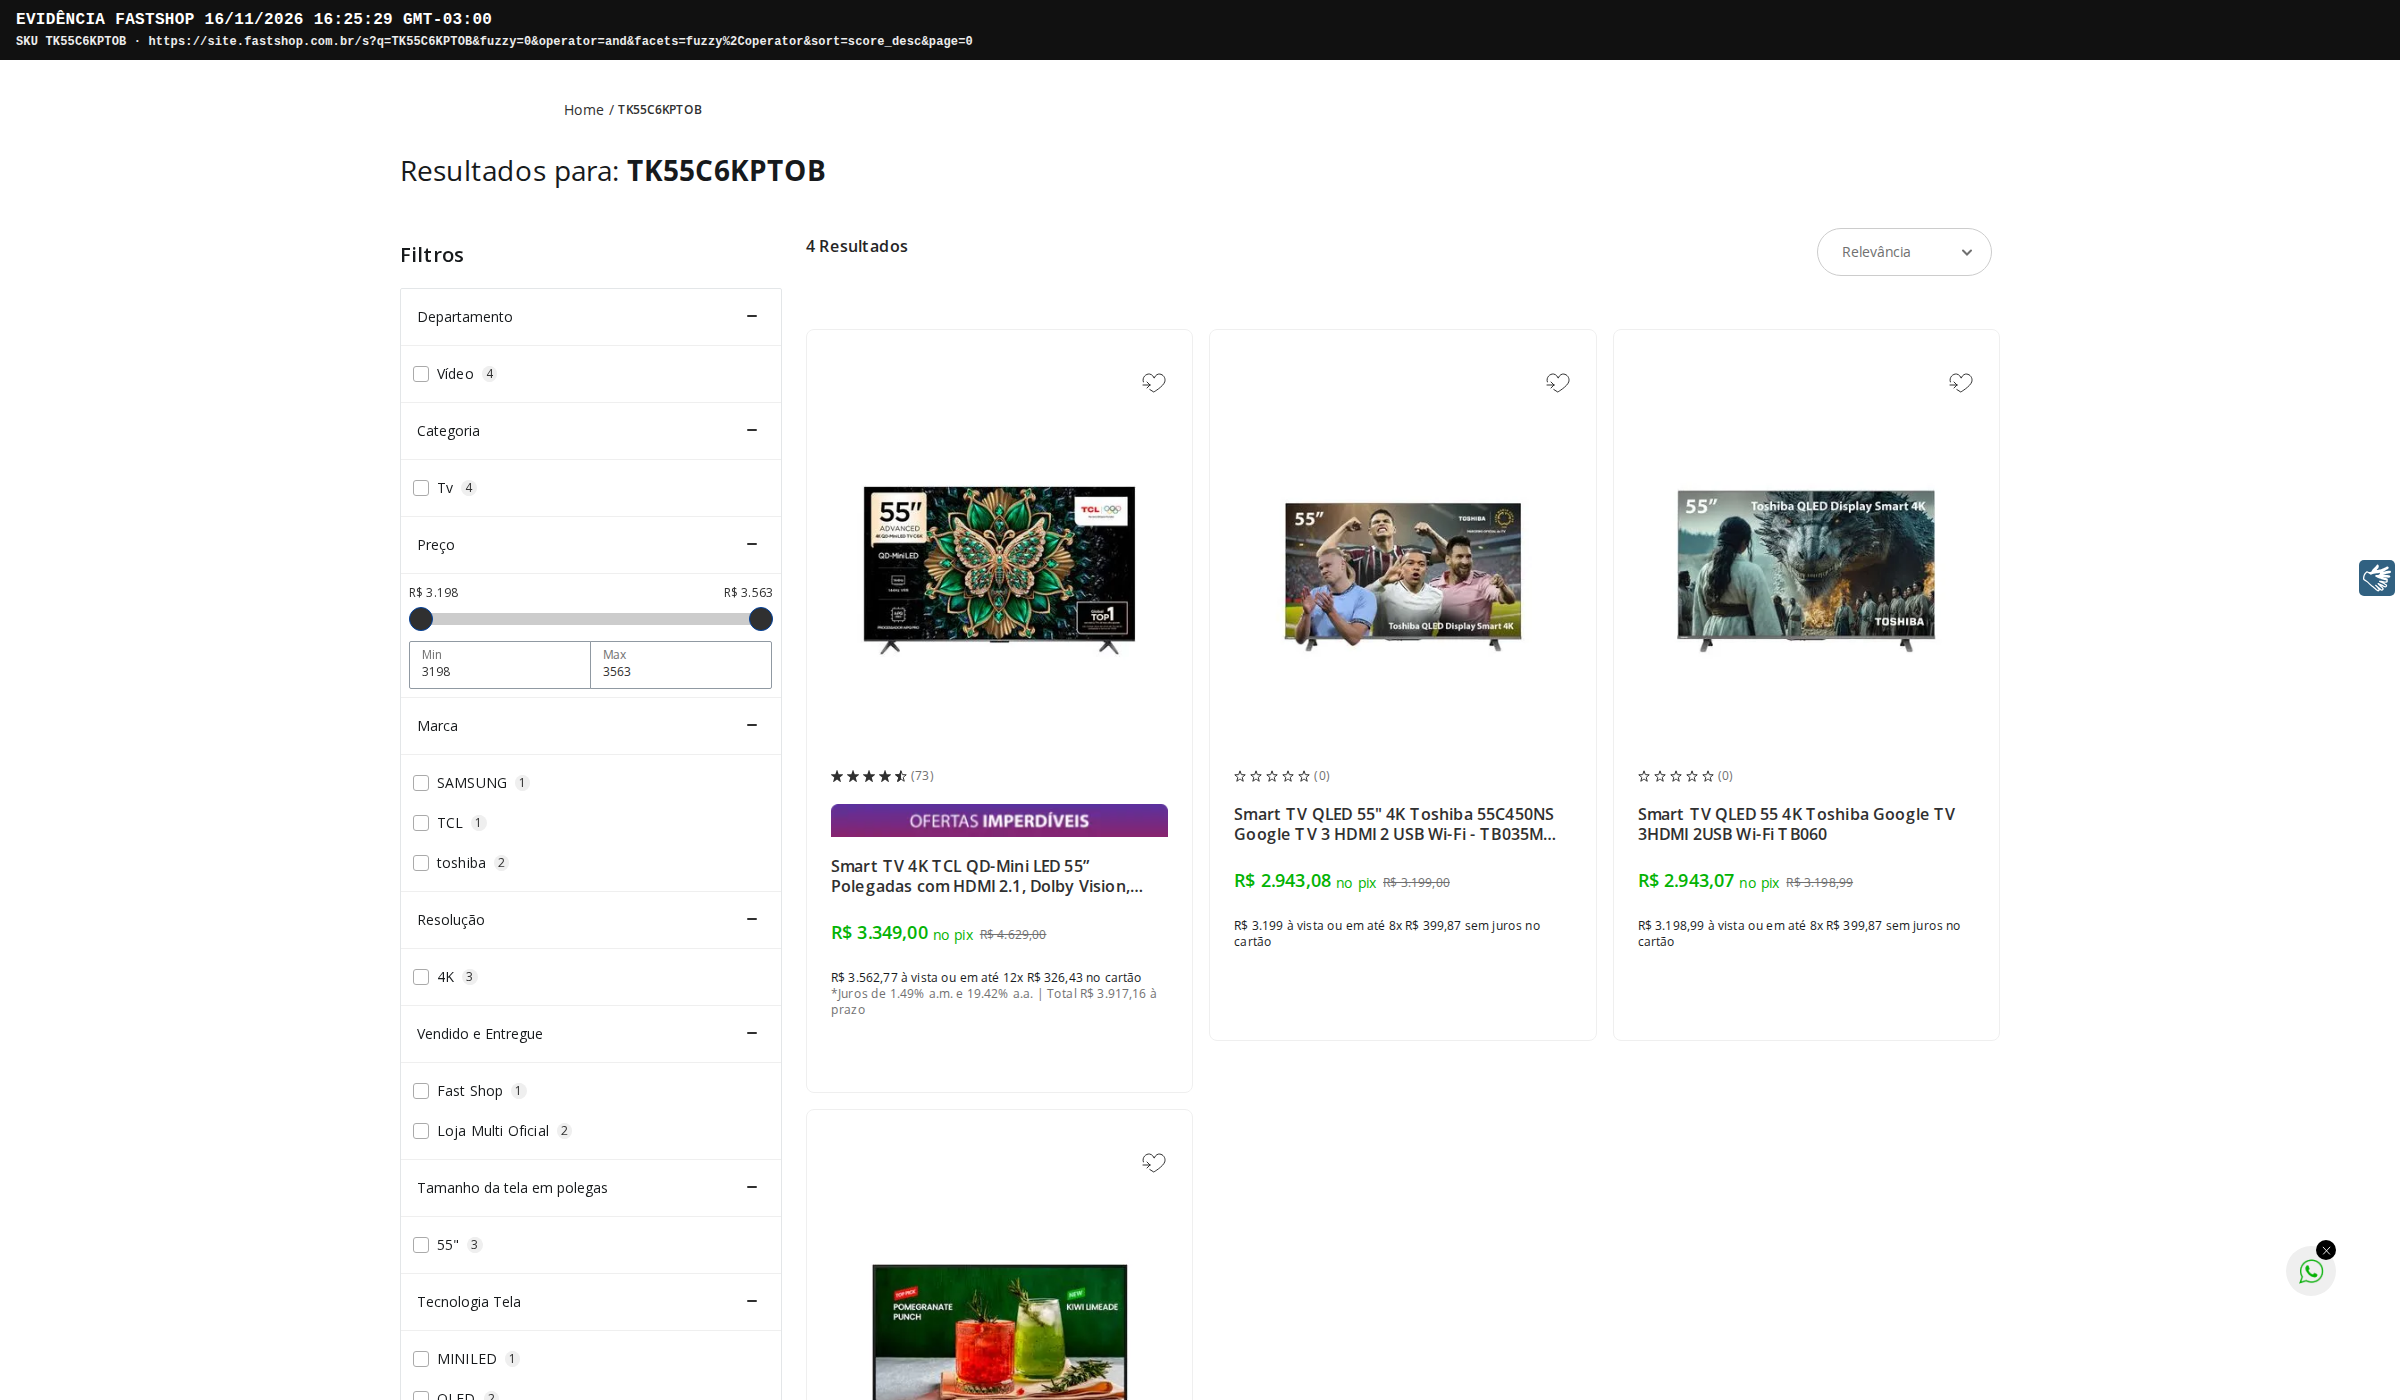 EVIDÊNCIA FASTSHOP 16/11/2026 16:25:29 GMT-03:00
SKU TK55C6KPTOB · https://site.fastshop.com.br/s?q=TK55C6KPTOB&fuzzy=0&operator=and&facets=fuzzy%2Coperator&sort=score_desc&page=0
Home / TK55C6KPTOB
Resultados para: TK55C6KPTOB
Filtros
4 Resultados
Relevância
Departamento
Vídeo 4
Categoria
Tv 4
Preço
R$ 3.198 R$ 3.563
Min
3198
Max
3563
Marca
SAMSUNG 1
TCL 1
toshiba 2
Resolução
4K 3
Vendido e Entregue
Fast Shop 1
Loja Multi Oficial 2
Tamanho da tela em polegas
55" 3
Tecnologia Tela
MINILED 1
QLED 2
55”
ADVANCED
QD-MiniLED
TCL
Global
TOP 1
(73)
OFERTAS IMPERDÍVEIS
Smart TV 4K TCL QD-Mini LED 55”
Polegadas com HDMI 2.1, Dolby Vision,...
R$ 3.349,00 no pix R$ 4.629,00
R$ 3.562,77 à vista ou em até 12x R$ 326,43 no cartão
*Juros de 1.49% a.m. e 19.42% a.a. | Total R$ 3.917,16 à
prazo
55”
TOSHIBA
Toshiba QLED Display Smart 4K
(0)
Smart TV QLED 55" 4K Toshiba 55C450NS
Google TV 3 HDMI 2 USB Wi-Fi - TB035M...
R$ 2.943,08 no pix R$ 3.199,00
R$ 3.199 à vista ou em até 8x R$ 399,87 sem juros no
cartão
55”
Toshiba QLED Display Smart 4K
TOSHIBA
(0)
Smart TV QLED 55 4K Toshiba Google TV
3HDMI 2USB Wi-Fi TB060
R$ 2.943,07 no pix R$ 3.198,99
R$ 3.198,99 à vista ou em até 8x R$ 399,87 sem juros no
cartão
TOP PICK
POMEGRANATE
PUNCH
NEW
KIWI LIMEADE